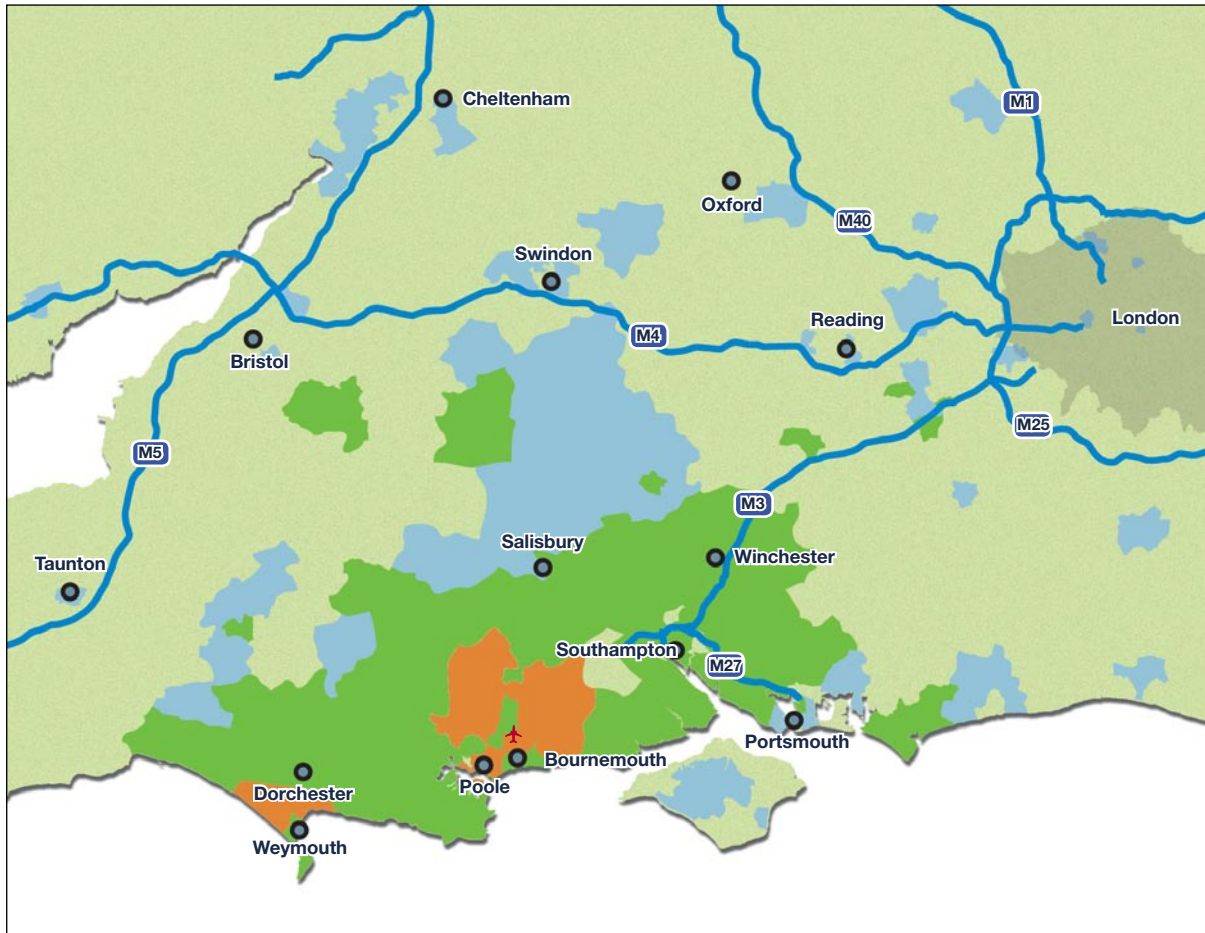 Cheltenham
M1
Oxford
M40
Swindon
London
Reading
M4
Bristol
M25
M5
M3
Salisbury
Winchester
Taunton
Southampton
M27
Portsmouth
Bournemouth
Poole
Dorchester
Weymouth